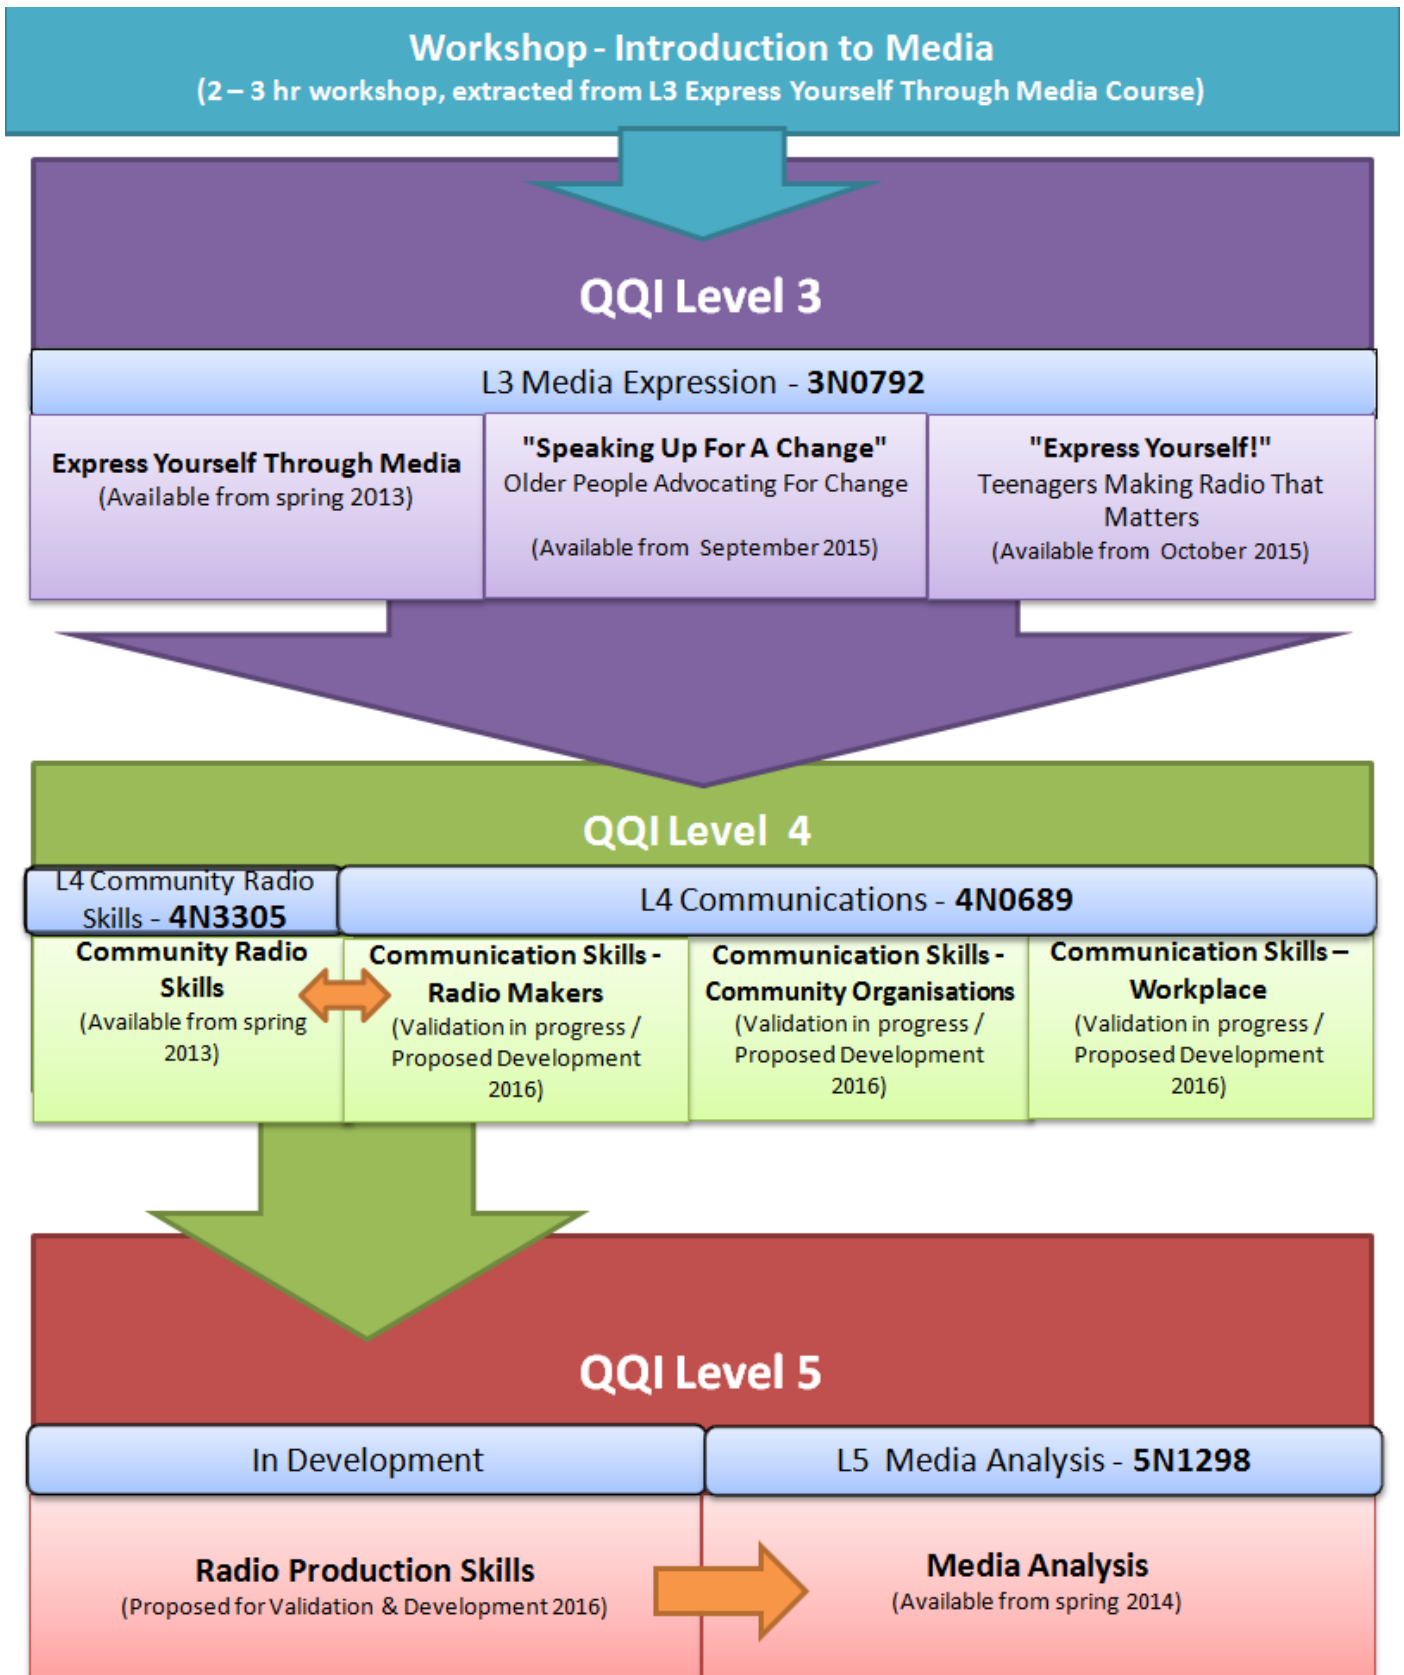 Workshop - Introduction to Media
(2 – 3 hr workshop, extracted from L3 Express Yourself Through Media Course)
QQI Level 3
L3 Media Expression - 3N0792
Express Yourself Through Media
(Available from spring 2013)
"Speaking Up For A Change"
Older People Advocating For Change
(Available from September 2015)
"Express Yourself!"
Teenagers Making Radio That
Matters
(Available from October 2015)
QQI Level 4
L4 Community Radio
Skills - 4N3305
L4 Communications - 4N0689
Community Radio
Skills
(Available from spring
2013)
Communication Skills -
Radio Makers
(Validation in progress /
Proposed Development
2016)
Communication Skills -
Community Organisations
(Validation in progress /
Proposed Development
2016)
Communication Skills –
Workplace
(Validation in progress /
Proposed Development
2016)
QQI Level 5
In Development
L5 Media Analysis - 5N1298
Radio Production Skills
(Proposed for Validation & Development 2016)
Media Analysis
(Available from spring 2014)